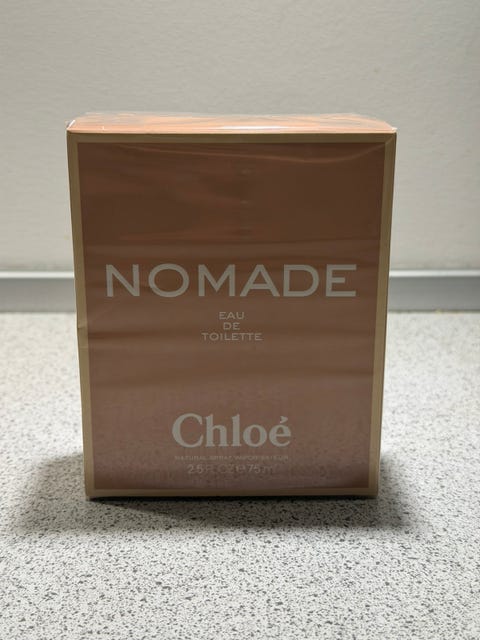 NOMADE
EAU
DE
TOILETTE
Chloé
NATURAL SPRAY VAPORISATEUR
2.5 FL.OZ ℮ 75 ml